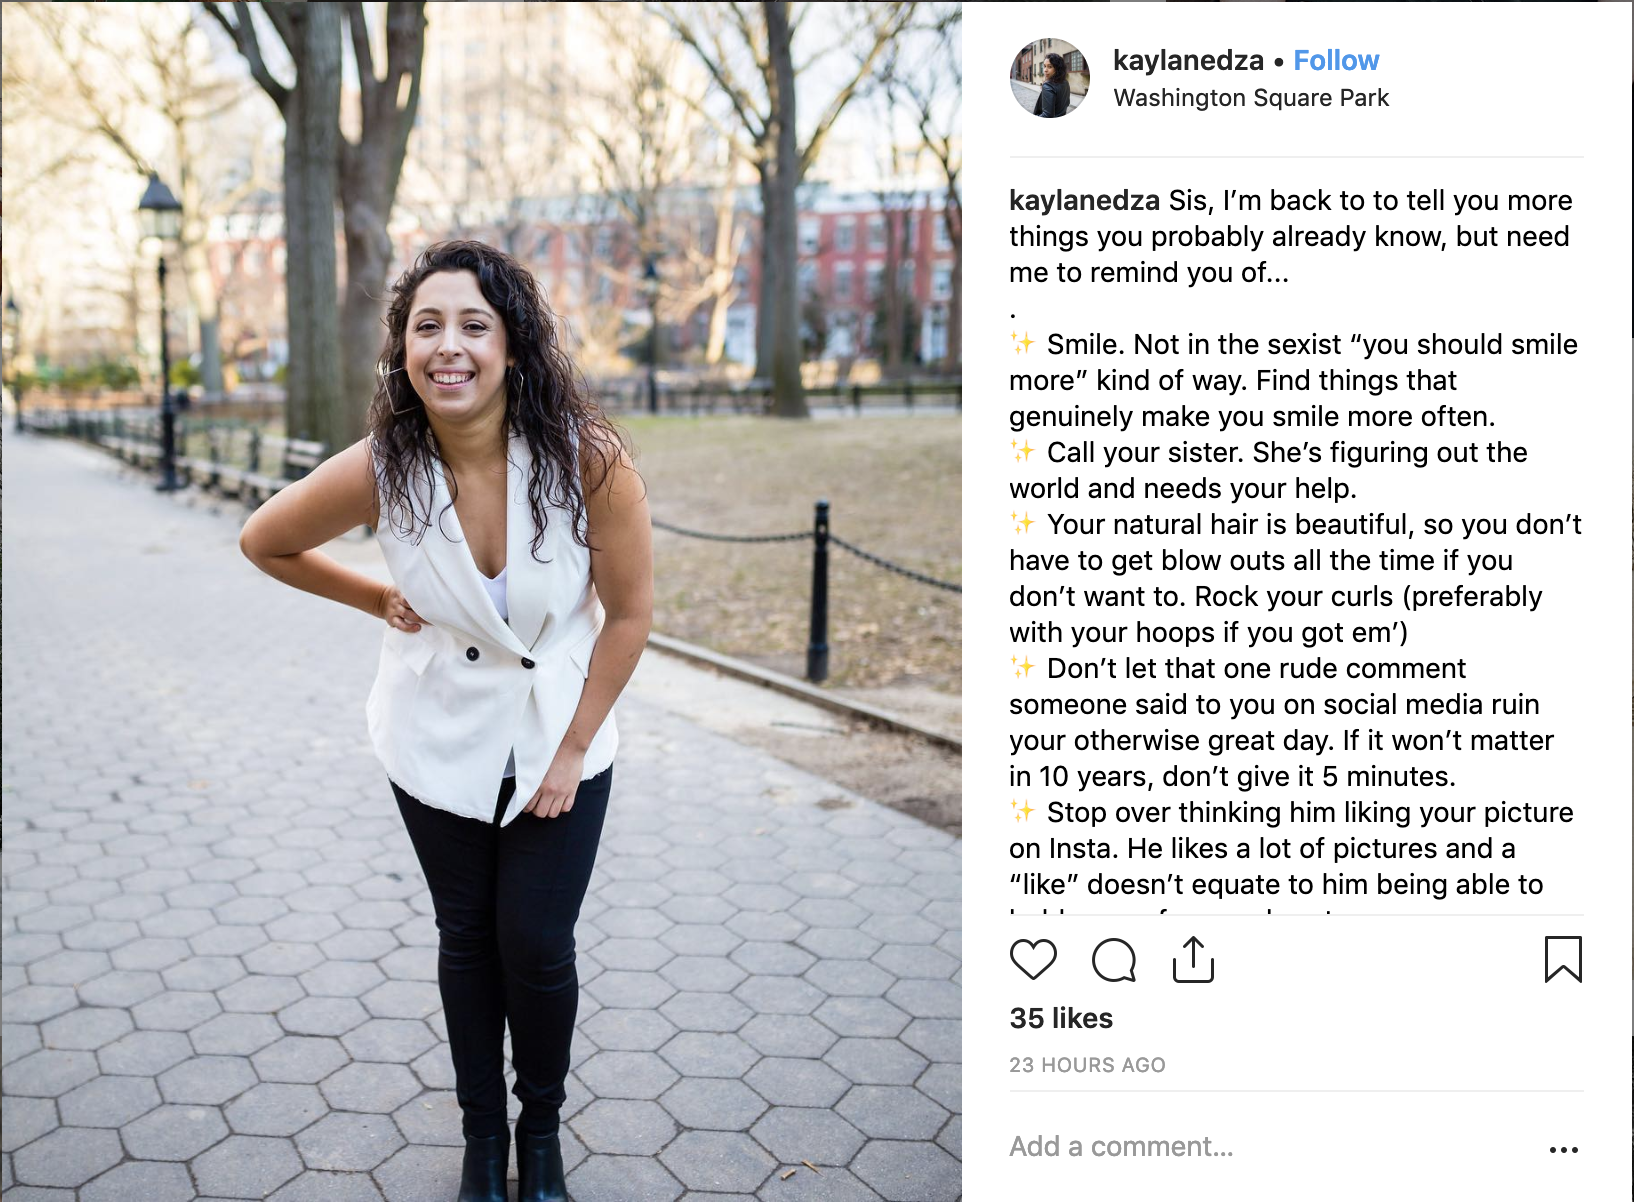 kaylanedza • Follow
Washington Square Park
kaylanedza Sis, I’m back to to tell you more
things you probably already know, but need
me to remind you of...
.
✨ Smile. Not in the sexist “you should smile
more” kind of way. Find things that
genuinely make you smile more often.
✨ Call your sister. She’s figuring out the
world and needs your help.
✨ Your natural hair is beautiful, so you don’t
have to get blow outs all the time if you
don’t want to. Rock your curls (preferably
with your hoops if you got em’)
✨ Don’t let that one rude comment
someone said to you on social media ruin
your otherwise great day. If it won’t matter
in 10 years, don’t give it 5 minutes.
✨ Stop over thinking him liking your picture
on Insta. He likes a lot of pictures and a
“like” doesn’t equate to him being able to
35 likes
23 HOURS AGO
Add a comment...